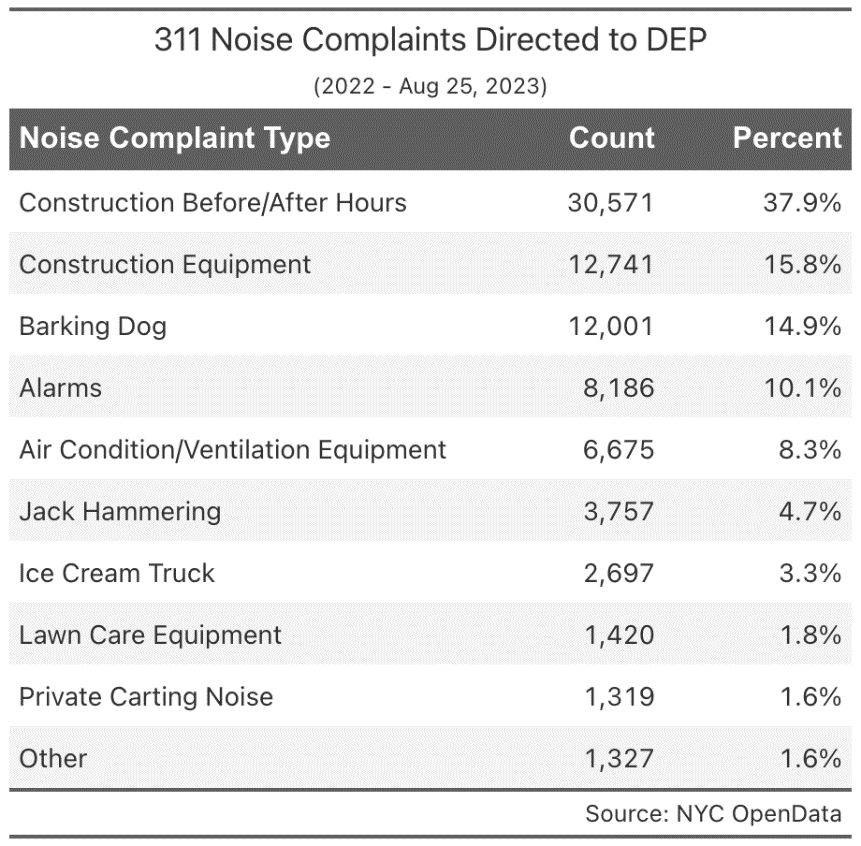 311 Noise Complaints Directed to DEP
(2022 - Aug 25, 2023)
Noise Complaint Type Count Percent
Construction Before/After Hours 30,571 37.9%
Construction Equipment 12,741 15.8%
Barking Dog 12,001 14.9%
Alarms 8,186 10.1%
Air Condition/Ventilation Equipment 6,675 8.3%
Jack Hammering 3,757 4.7%
Ice Cream Truck 2,697 3.3%
Lawn Care Equipment 1,420 1.8%
Private Carting Noise 1,319 1.6%
Other 1,327 1.6%
Source: NYC OpenData